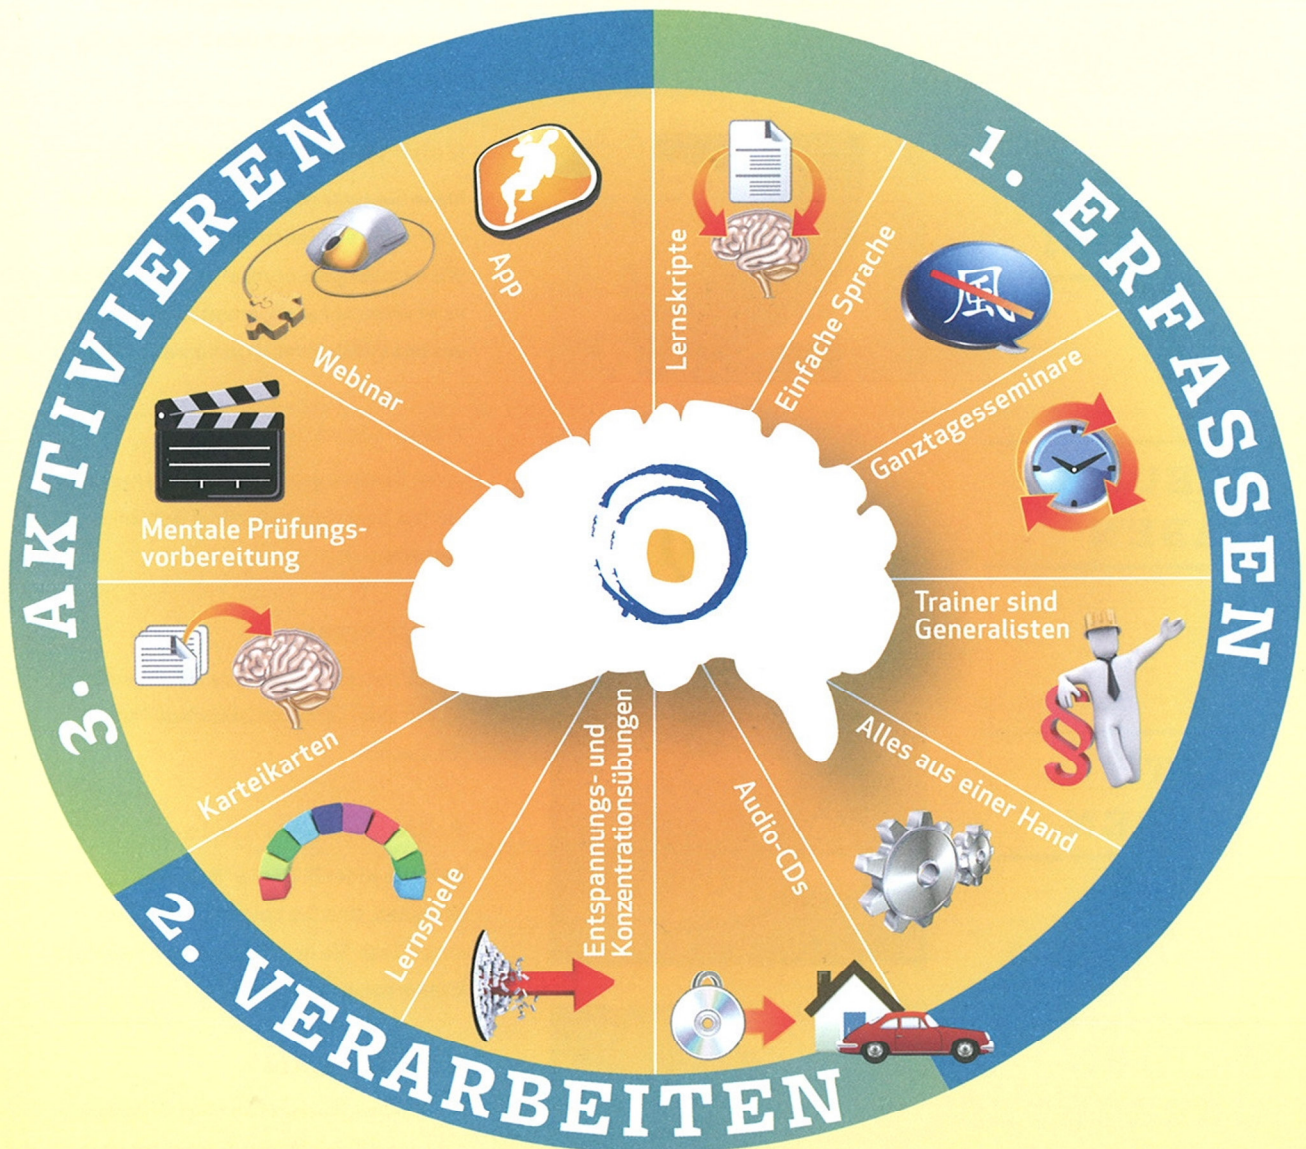 1. ERFASSEN
Lernskripte
Einfache Sprache
風
Ganztagesseminare
Trainer sind
Generalisten
§
Alles aus einer Hand
2. VERARBEITEN
Audio-CDs
Entspannungs- und
Konzentrationsübungen
Lernspiele
3. AKTIVIEREN
Karteikarten
Mentale Prüfungs-
vorbereitung
Webinar
App